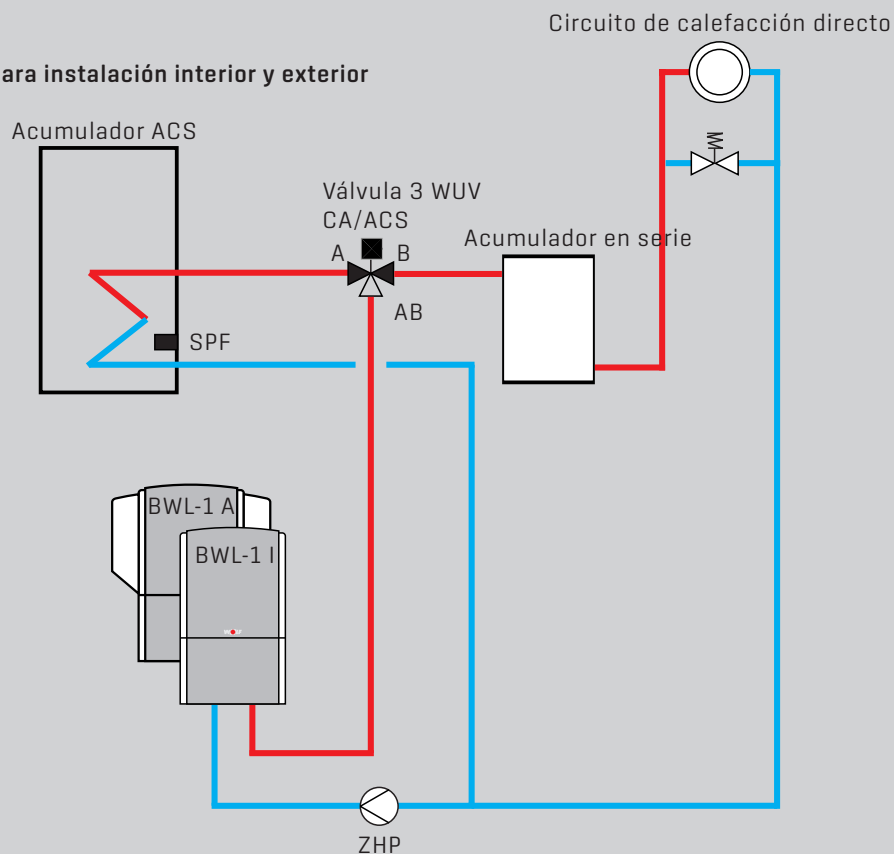 Circuito de calefacción directo
ara instalación interior y exterior
Acumulador ACS
Válvula 3 WUV
CA/ACS
A
B
Acumulador en serie
AB
SPF
BWL-1 A
BWL-1 I
ZHP